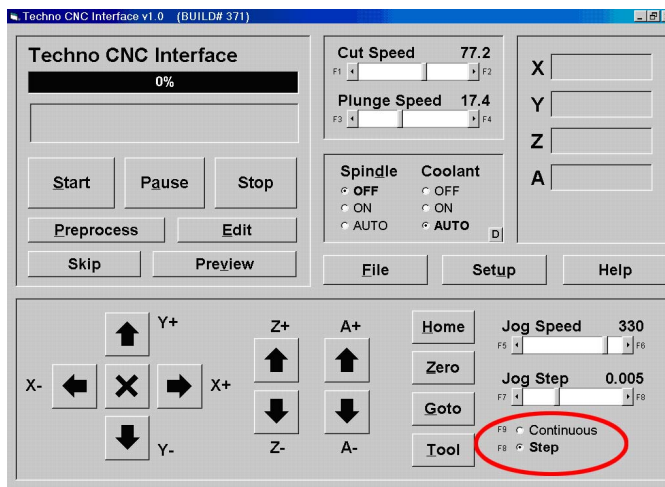 Techno CNC Interface v1.0 (BUILD# 371)
Techno CNC Interface
0%
Start Pause Stop
Preprocess Edit
Skip Preview
Cut Speed 77.2
F1 F2
Plunge Speed 17.4
F3 F4
Spindle Coolant
OFF OFF
ON ON
AUTO AUTO
D
X
Y
Z
A
File Setup Help
Y+
X- X+
Y-
Z+ A+
Z- A-
Home
Zero
Goto
Tool
Jog Speed 330
F5 F6
Jog Step 0.005
F7 F8
F9 Continuous
F8 Step